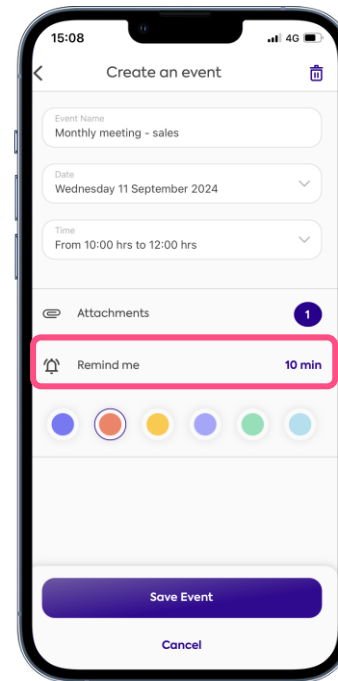 15:08
4G
Create an event
Event Name
Monthly meeting - sales
Date
Wednesday 11 September 2024
Time
From 10:00 hrs to 12:00 hrs
Attachments 1
Remind me 10 min
Save Event
Cancel